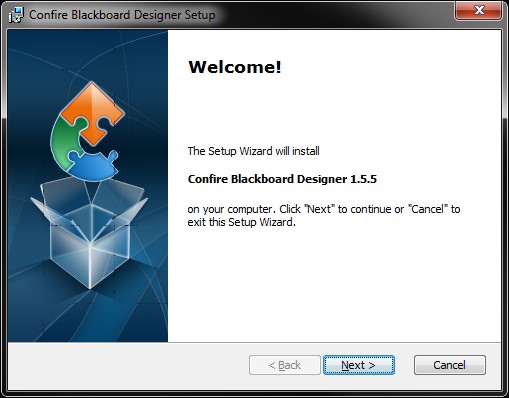 Confire Blackboard Designer Setup
Welcome!
The Setup Wizard will install
Confire Blackboard Designer 1.5.5
on your computer. Click "Next" to continue or "Cancel" to
exit this Setup Wizard.
< Back
Next >
Cancel